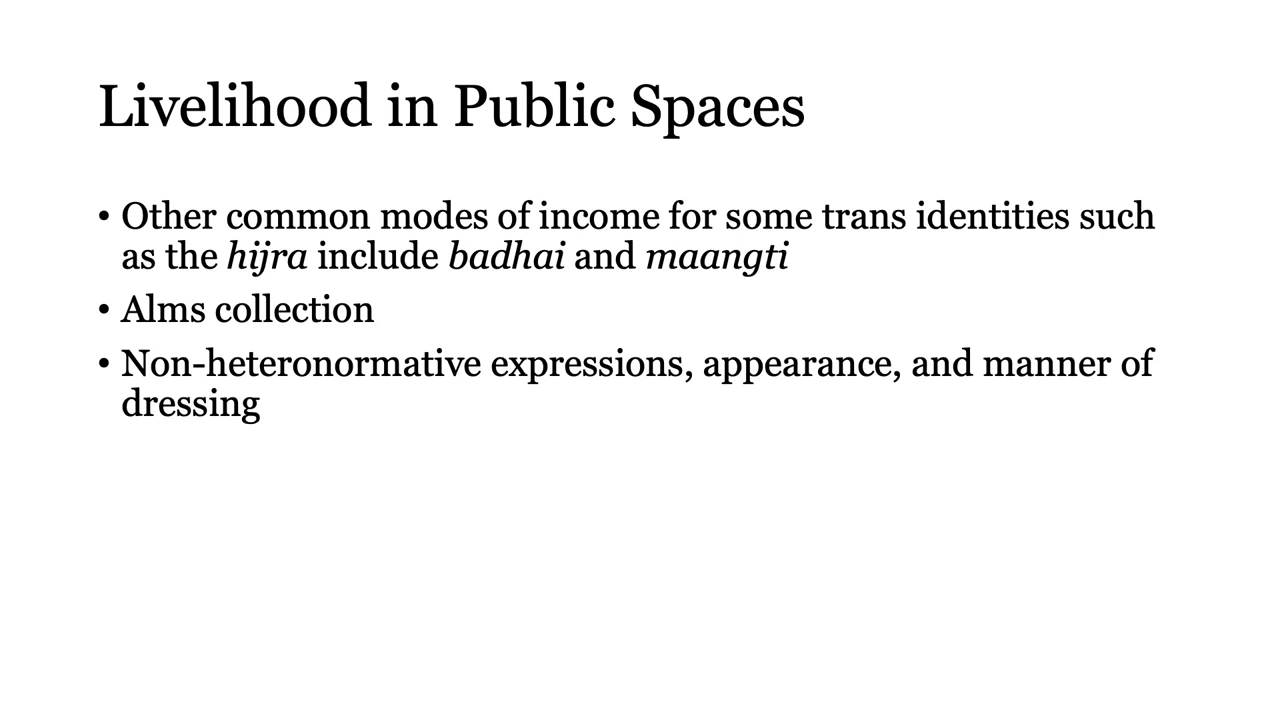 Livelihood in Public Spaces
• Other common modes of income for some trans identities such
as the hijra include badhai and maangti
• Alms collection
• Non-heteronormative expressions, appearance, and manner of
dressing